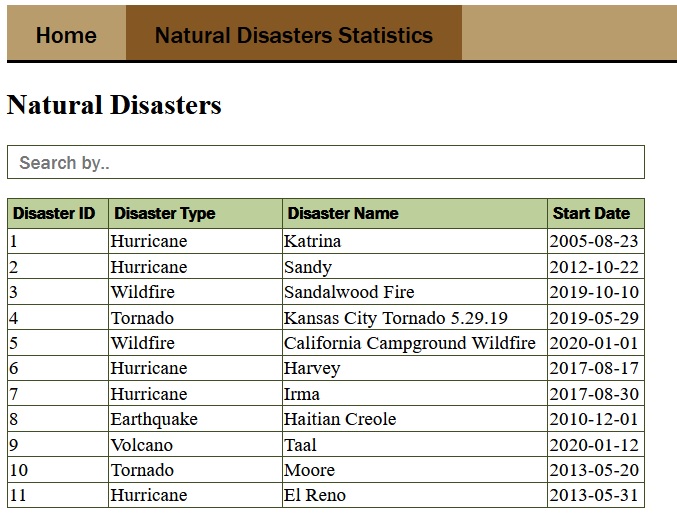 Home Natural Disasters Statistics
Natural Disasters
Search by..
Disaster ID Disaster Type Disaster Name Start Date
1 Hurricane Katrina 2005-08-23
2 Hurricane Sandy 2012-10-22
3 Wildfire Sandalwood Fire 2019-10-10
4 Tornado Kansas City Tornado 5.29.19 2019-05-29
5 Wildfire California Campground Wildfire 2020-01-01
6 Hurricane Harvey 2017-08-17
7 Hurricane Irma 2017-08-30
8 Earthquake Haitian Creole 2010-12-01
9 Volcano Taal 2020-01-12
10 Tornado Moore 2013-05-20
11 Hurricane El Reno 2013-05-31